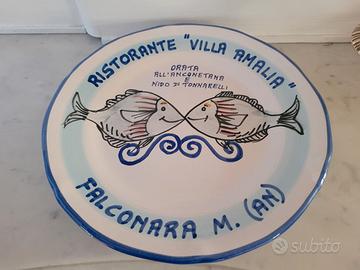 RISTORANTE "VILLA AMALIA"
ORATA
ALL'ANCONETANA
E
NIDO DI TONNARELLI
FALCONARA M. (AN)
subito